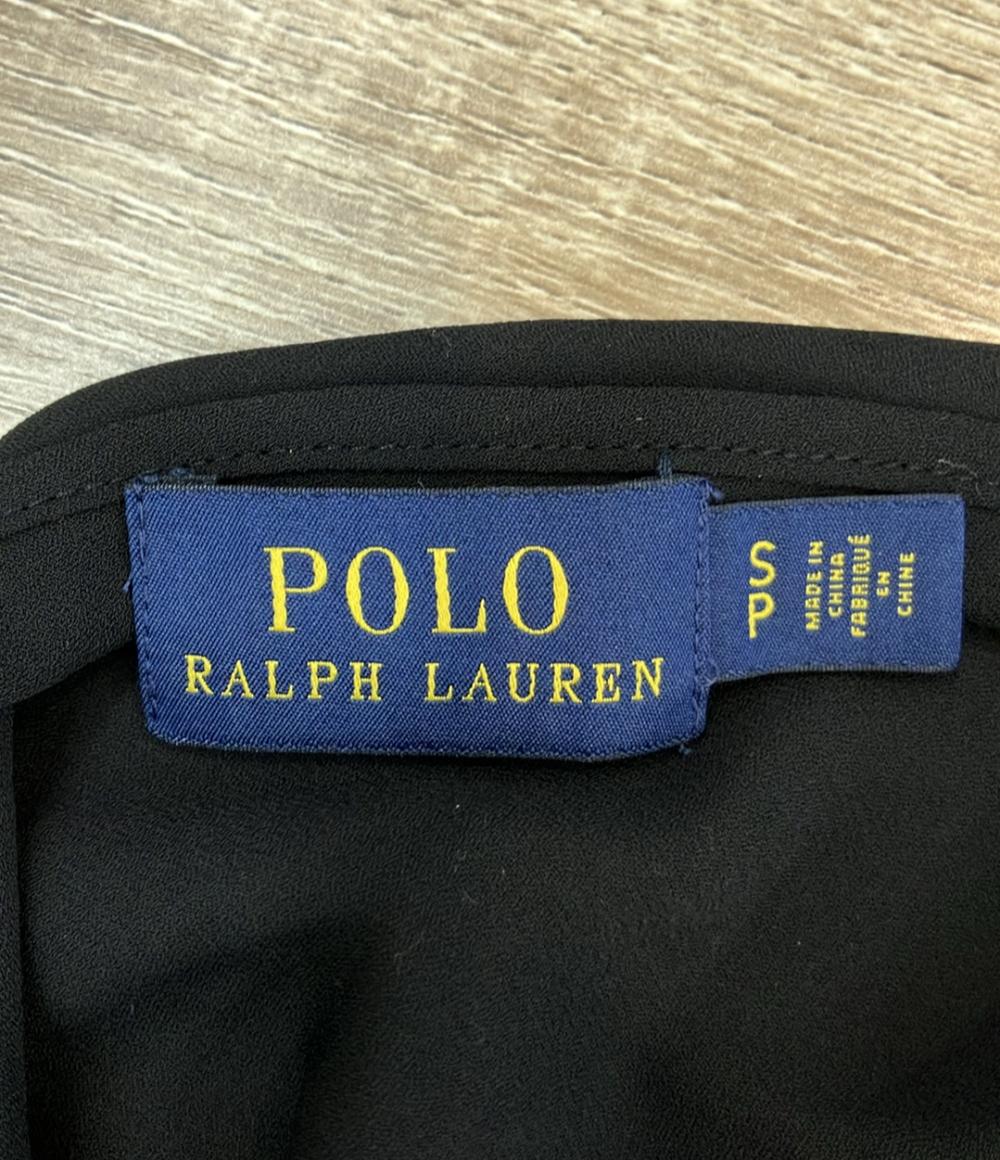 POLO
RALPH LAUREN
S
P
MADE IN
CHINA
FABRIQUÉ
EN
CHINE